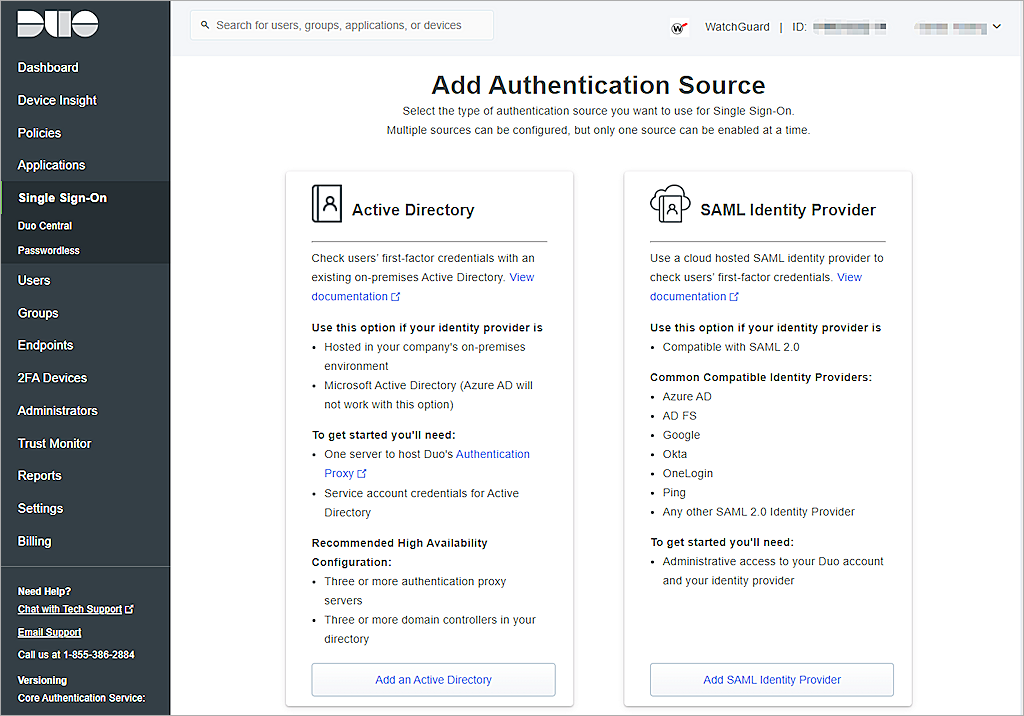 DUO
Dashboard
Device Insight
Policies
Applications
Single Sign-On
Duo Central
Passwordless
Users
Groups
Endpoints
2FA Devices
Administrators
Trust Monitor
Reports
Settings
Billing
Need Help?
Chat with Tech Support
Email Support
Call us at 1-855-386-2884
Versioning
Core Authentication Service:
Search for users, groups, applications, or devices
W
WatchGuard | ID:
Add Authentication Source
Select the type of authentication source you want to use for Single Sign-On.
Multiple sources can be configured, but only one source can be enabled at a time.
Active Directory
Check users' first-factor credentials with an
existing on-premises Active Directory. View
documentation
Use this option if your identity provider is
• Hosted in your company's on-premises
environment
• Microsoft Active Directory (Azure AD will
not work with this option)
To get started you'll need:
• One server to host Duo's Authentication
Proxy
• Service account credentials for Active
Directory
Recommended High Availability
Configuration:
• Three or more authentication proxy
servers
• Three or more domain controllers in your
directory
Add an Active Directory
SAML Identity Provider
Use a cloud hosted SAML identity provider to
check users' first-factor credentials. View
documentation
Use this option if your identity provider is
• Compatible with SAML 2.0
Common Compatible Identity Providers:
• Azure AD
• AD FS
• Google
• Okta
• OneLogin
• Ping
• Any other SAML 2.0 Identity Provider
To get started you'll need:
• Administrative access to your Duo account
and your identity provider
Add SAML Identity Provider